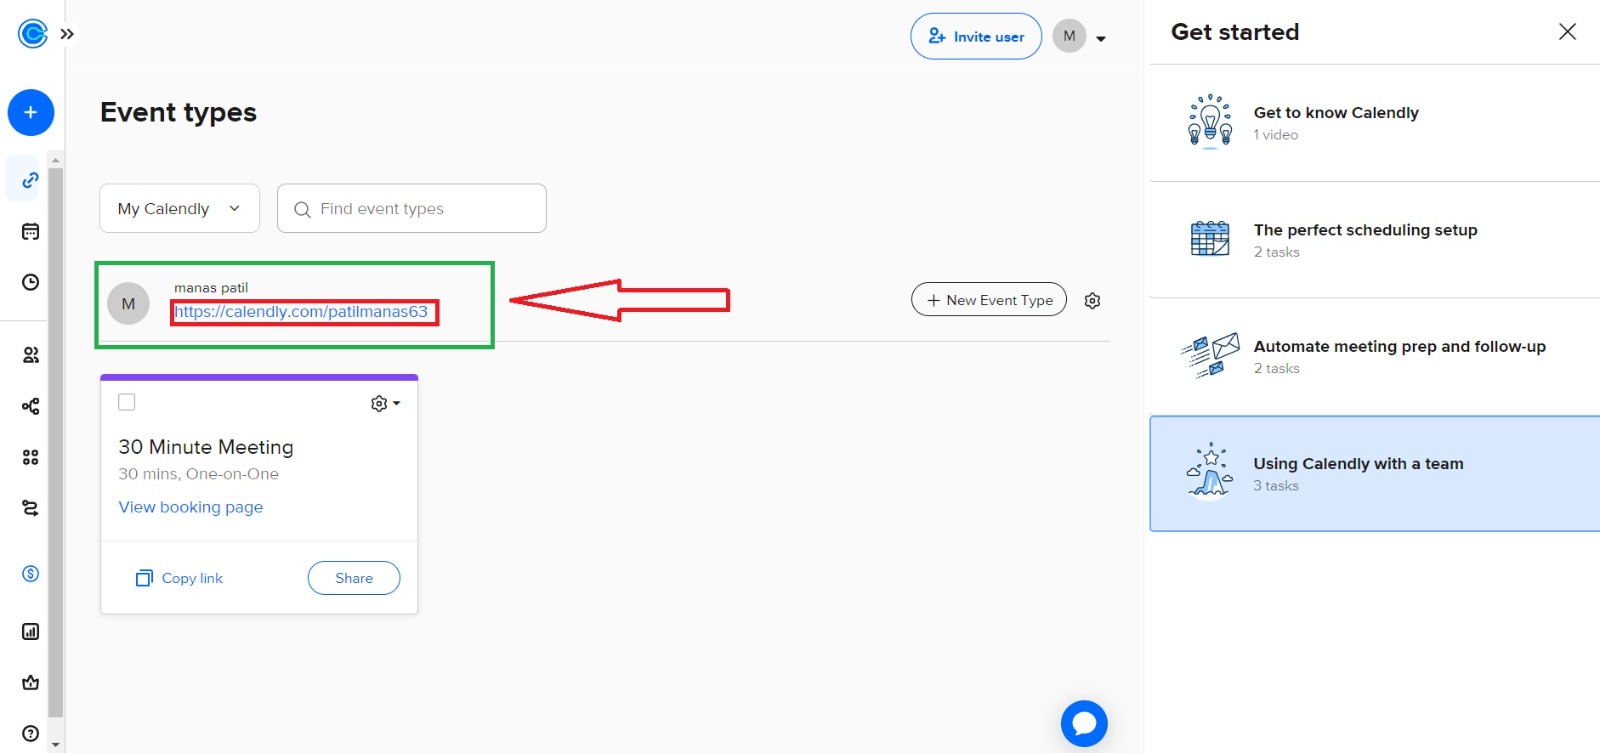 Invite user
M
Event types
My Calendly
Find event types
M
manas patil
https://calendly.com/patilmanas63
+ New Event Type
30 Minute Meeting
30 mins, One-on-One
View booking page
Copy link
Share
Get started
Get to know Calendly
1 video
The perfect scheduling setup
2 tasks
Automate meeting prep and follow-up
2 tasks
Using Calendly with a team
3 tasks